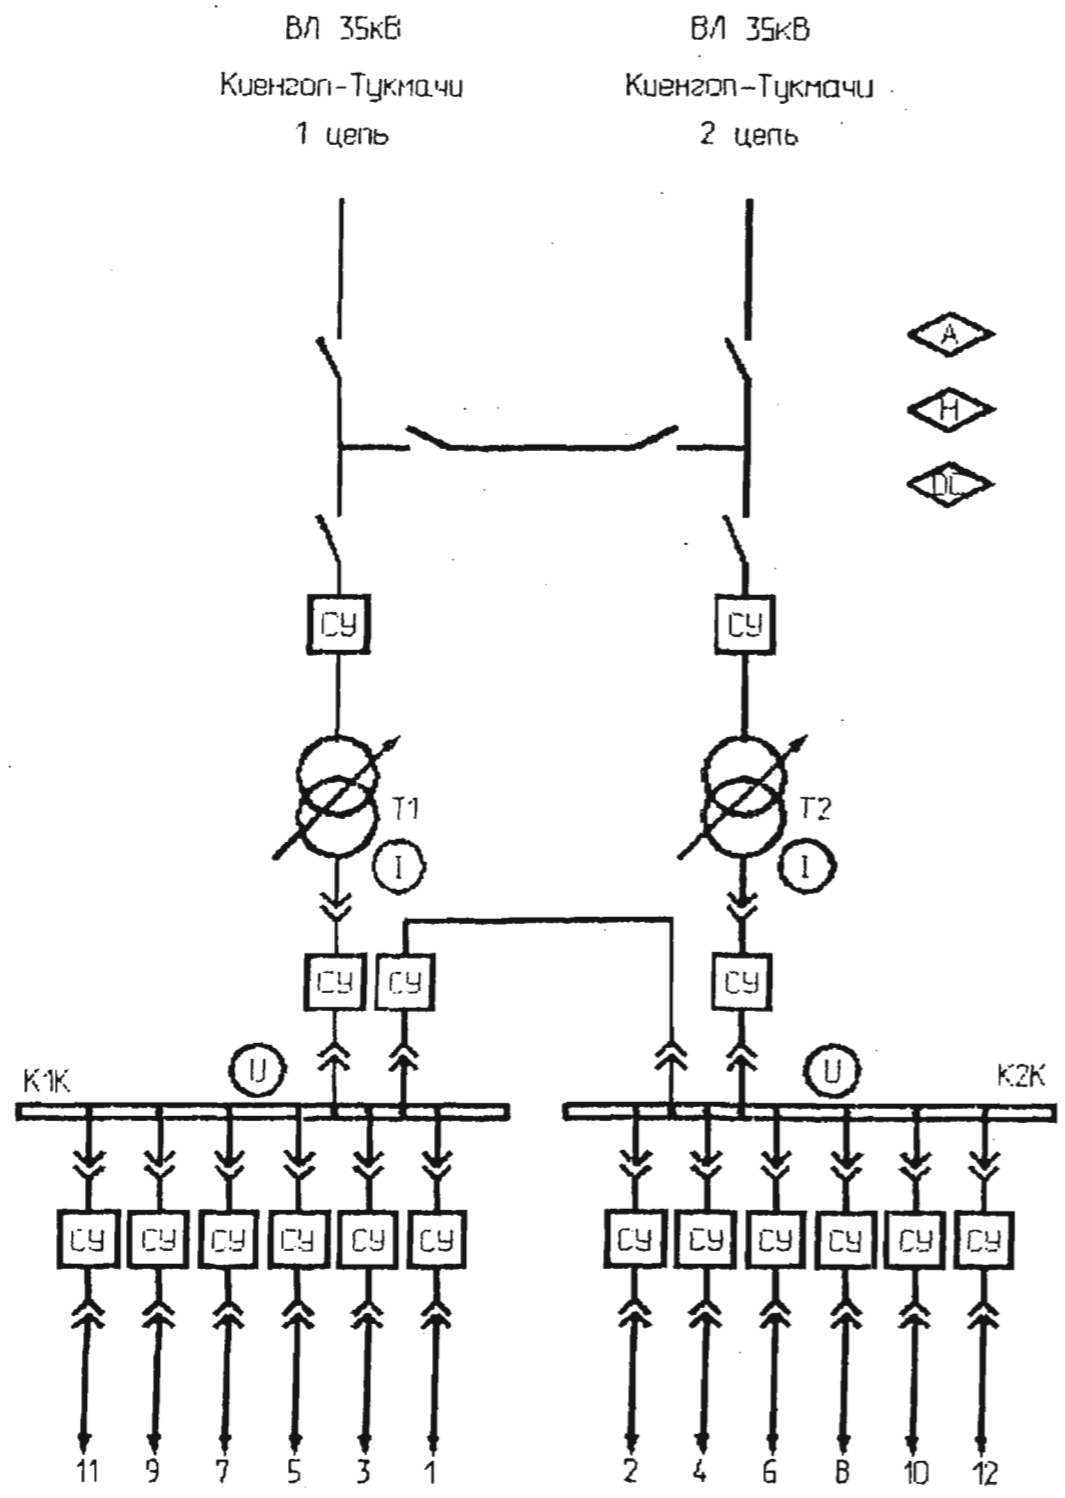 ВЛ 35кВ
Киенгоп-Тукмачи
1 цепь
ВЛ 35кВ
Киенгоп-Тукмачи
2 цепь
А
Н
DC
СУ
СУ
Т1
I
Т2
I
СУ
СУ
СУ
К1К
U
U
К2К
СУ
СУ
СУ
СУ
СУ
СУ
СУ
СУ
СУ
СУ
СУ
СУ
11 9 7 5 3 1
2 4 6 8 10 12